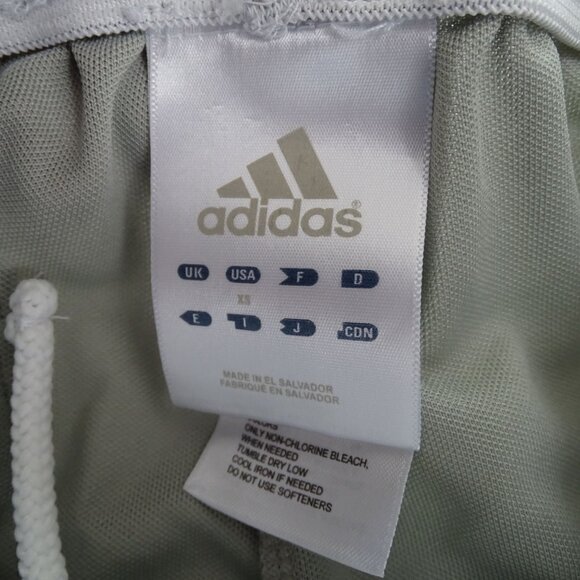 adidas®
UK USA F D
XS
E I J CDN
MADE IN EL SALVADOR
FABRIQUÉ EN SALVADOR
COLORS
ONLY NON-CHLORINE BLEACH,
WHEN NEEDED
TUMBLE DRY LOW
COOL IRON IF NEEDED
DO NOT USE SOFTENERS